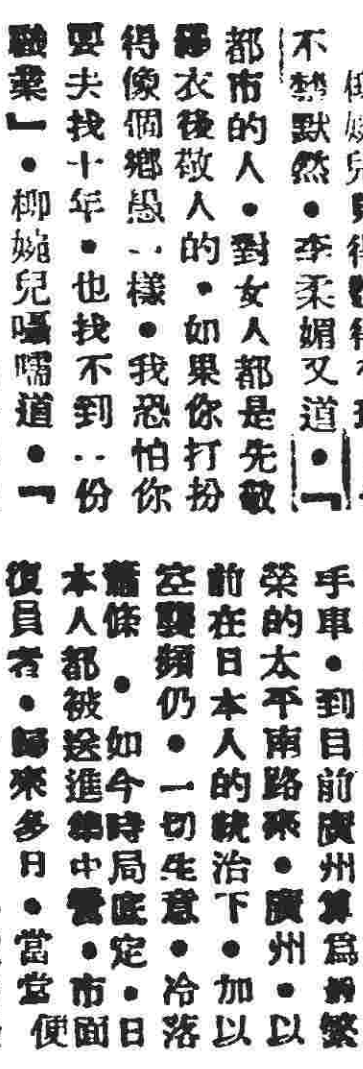 不禁默然。李柔媚又道。「
都市的人。對女人都是先敬
衣後敬人的。如果你打扮
得像個鄉愚一樣。我恐怕你
要去找十年。也找不到一份
職業」。柳婉兒囁嚅道。「
手車。到目前廣州算為最繁
榮的太平南路來。廣州。以
前在日本人的統治下。加以
空襲頻仍。一切生意。冷落
蕭條。如今時局底定。日
本人都被送進集中營。市面
復員者。歸來多日。當堂便